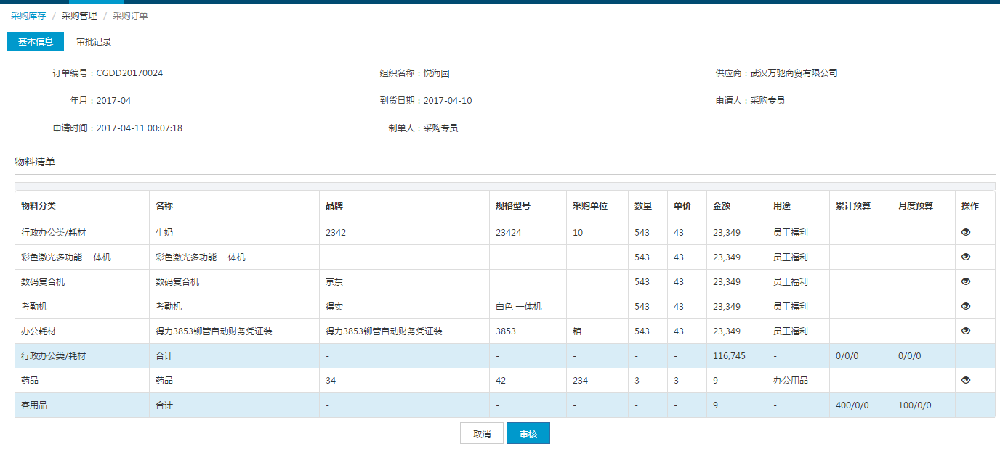 采购库存 / 采购管理 / 采购订单
基本信息 审批记录
订单编号：CGDD20170024 组织名称：悦海园 供应商：武汉万驰商贸有限公司
年月：2017-04 到货日期：2017-04-10 申请人：采购专员
申请时间：2017-04-11 00:07:18 制单人：采购专员
物料清单
物料分类 名称 品牌 规格型号 采购单位 数量 单价 金额 用途 累计预算 月度预算 操作
行政办公类/耗材 牛奶 2342 23424 10 543 43 23,349 员工福利
彩色激光多功能 一体机 彩色激光多功能 一体机 543 43 23,349 员工福利
数码复合机 数码复合机 京东 543 43 23,349 员工福利
考勤机 考勤机 得实 白色 一体机 543 43 23,349 员工福利
办公耗材 得力3853铆管自动财务凭证装 得力3853铆管自动财务凭证装 3853 箱 543 43 23,349 员工福利
行政办公类/耗材 合计 - - - - - 116,745 - 0/0/0 0/0/0
药品 药品 34 42 234 3 3 9 办公用品
客用品 合计 - - - - - 9 - 400/0/0 100/0/0
取消 审核